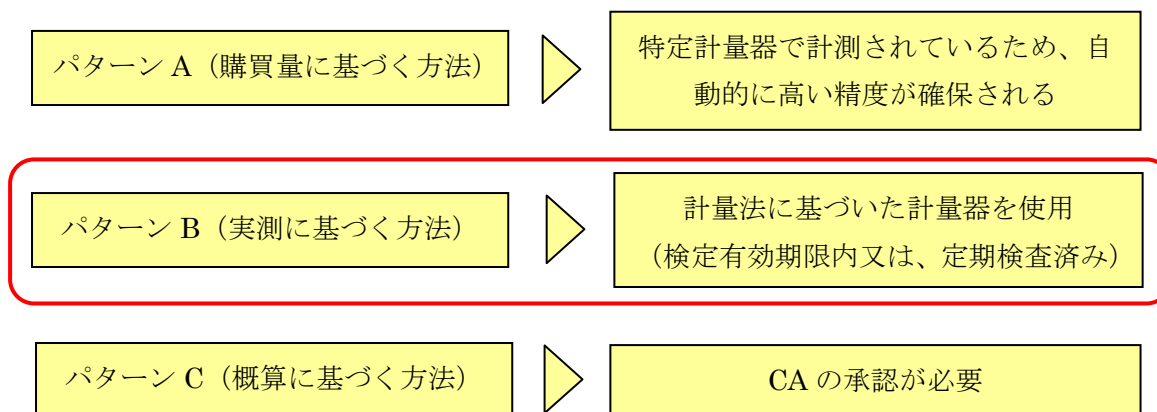 パターン A（購買量に基づく方法）
特定計量器で計測されているため、自
動的に高い精度が確保される
パターン B（実測に基づく方法）
計量法に基づいた計量器を使用
（検定有効期限内又は、定期検査済み）
パターン C（概算に基づく方法）
CA の承認が必要